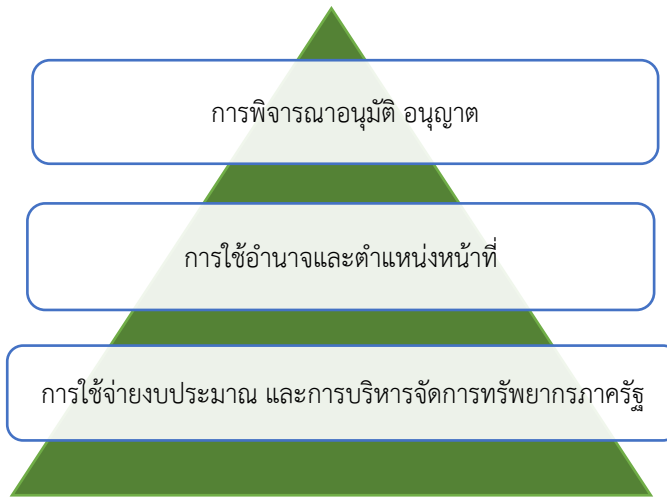 การพิจารณาอนุมัติ อนุญาต
การใช้อำนาจและตำแหน่งหน้าที่
การใช้จ่ายงบประมาณ และการบริหารจัดการทรัพยากรภาครัฐ